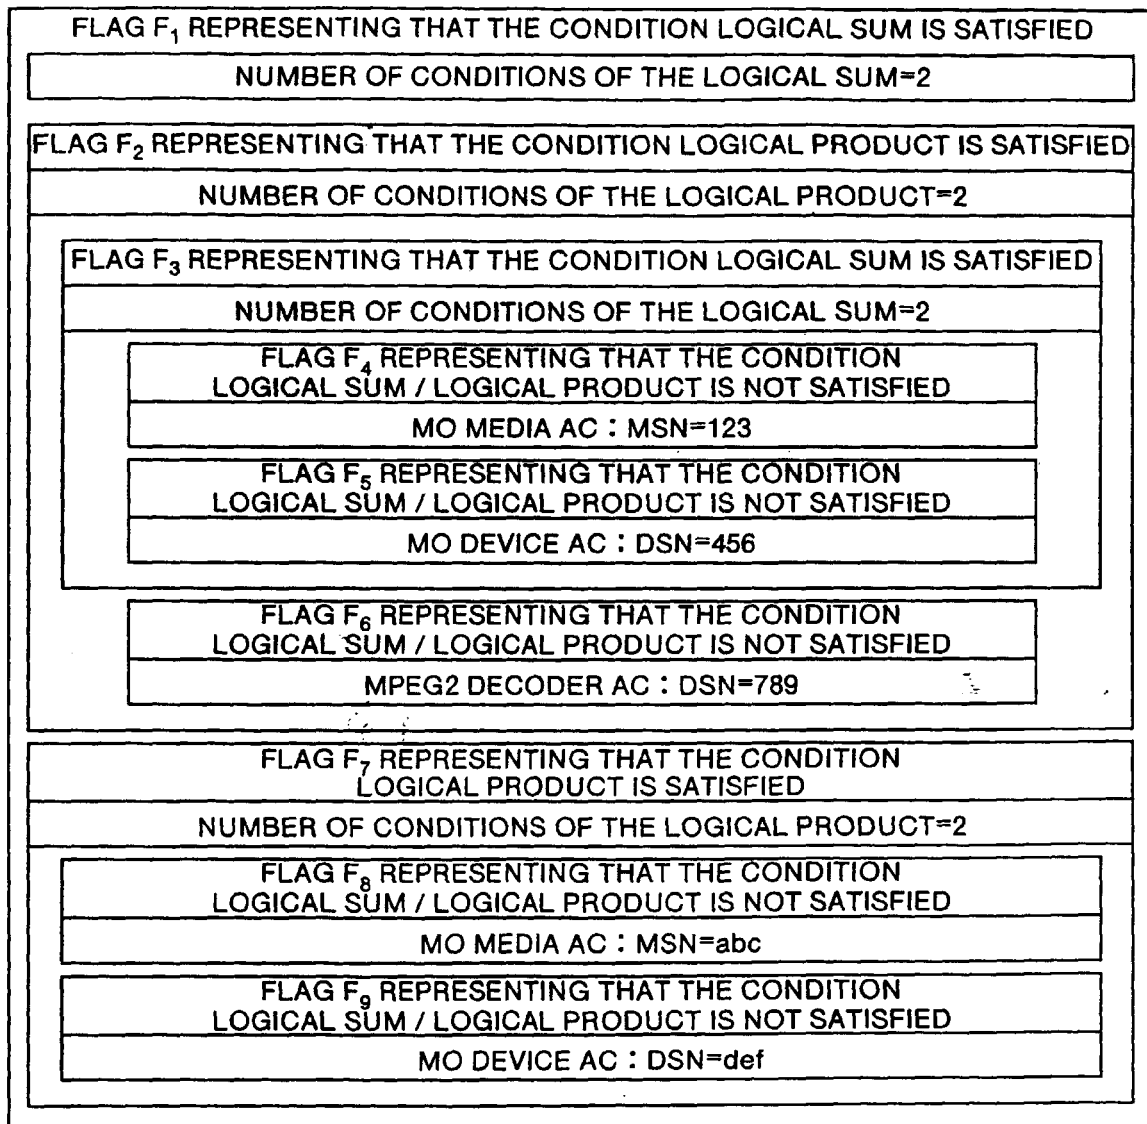 FLAG F₁ REPRESENTING THAT THE CONDITION LOGICAL SUM IS SATISFIED
NUMBER OF CONDITIONS OF THE LOGICAL SUM=2
FLAG F₂ REPRESENTING THAT THE CONDITION LOGICAL PRODUCT IS SATISFIED
NUMBER OF CONDITIONS OF THE LOGICAL PRODUCT=2
FLAG F₃ REPRESENTING THAT THE CONDITION LOGICAL SUM IS SATISFIED
NUMBER OF CONDITIONS OF THE LOGICAL SUM=2
FLAG F₄ REPRESENTING THAT THE CONDITION
LOGICAL SUM / LOGICAL PRODUCT IS NOT SATISFIED
MO MEDIA AC : MSN=123
FLAG F₅ REPRESENTING THAT THE CONDITION
LOGICAL SUM / LOGICAL PRODUCT IS NOT SATISFIED
MO DEVICE AC : DSN=456
FLAG F₆ REPRESENTING THAT THE CONDITION
LOGICAL SUM / LOGICAL PRODUCT IS NOT SATISFIED
MPEG2 DECODER AC : DSN=789
FLAG F₇ REPRESENTING THAT THE CONDITION
LOGICAL PRODUCT IS SATISFIED
NUMBER OF CONDITIONS OF THE LOGICAL PRODUCT=2
FLAG F₈ REPRESENTING THAT THE CONDITION
LOGICAL SUM / LOGICAL PRODUCT IS NOT SATISFIED
MO MEDIA AC : MSN=abc
FLAG F₉ REPRESENTING THAT THE CONDITION
LOGICAL SUM / LOGICAL PRODUCT IS NOT SATISFIED
MO DEVICE AC : DSN=def